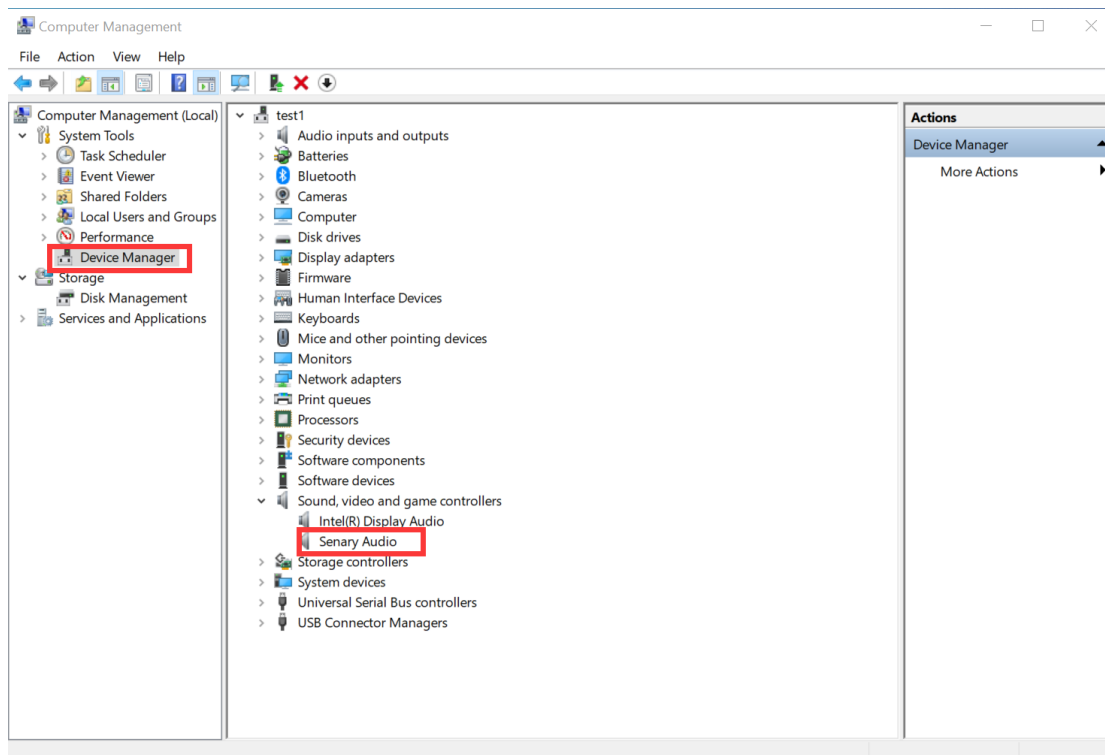 Computer Management
File Action View Help
Computer Management (Local)
System Tools
Task Scheduler
Event Viewer
Shared Folders
Local Users and Groups
Performance
Device Manager
Storage
Disk Management
Services and Applications
test1
Audio inputs and outputs
Batteries
Bluetooth
Cameras
Computer
Disk drives
Display adapters
Firmware
Human Interface Devices
Keyboards
Mice and other pointing devices
Monitors
Network adapters
Print queues
Processors
Security devices
Software components
Software devices
Sound, video and game controllers
Intel(R) Display Audio
Senary Audio
Storage controllers
System devices
Universal Serial Bus controllers
USB Connector Managers
Actions
Device Manager
More Actions